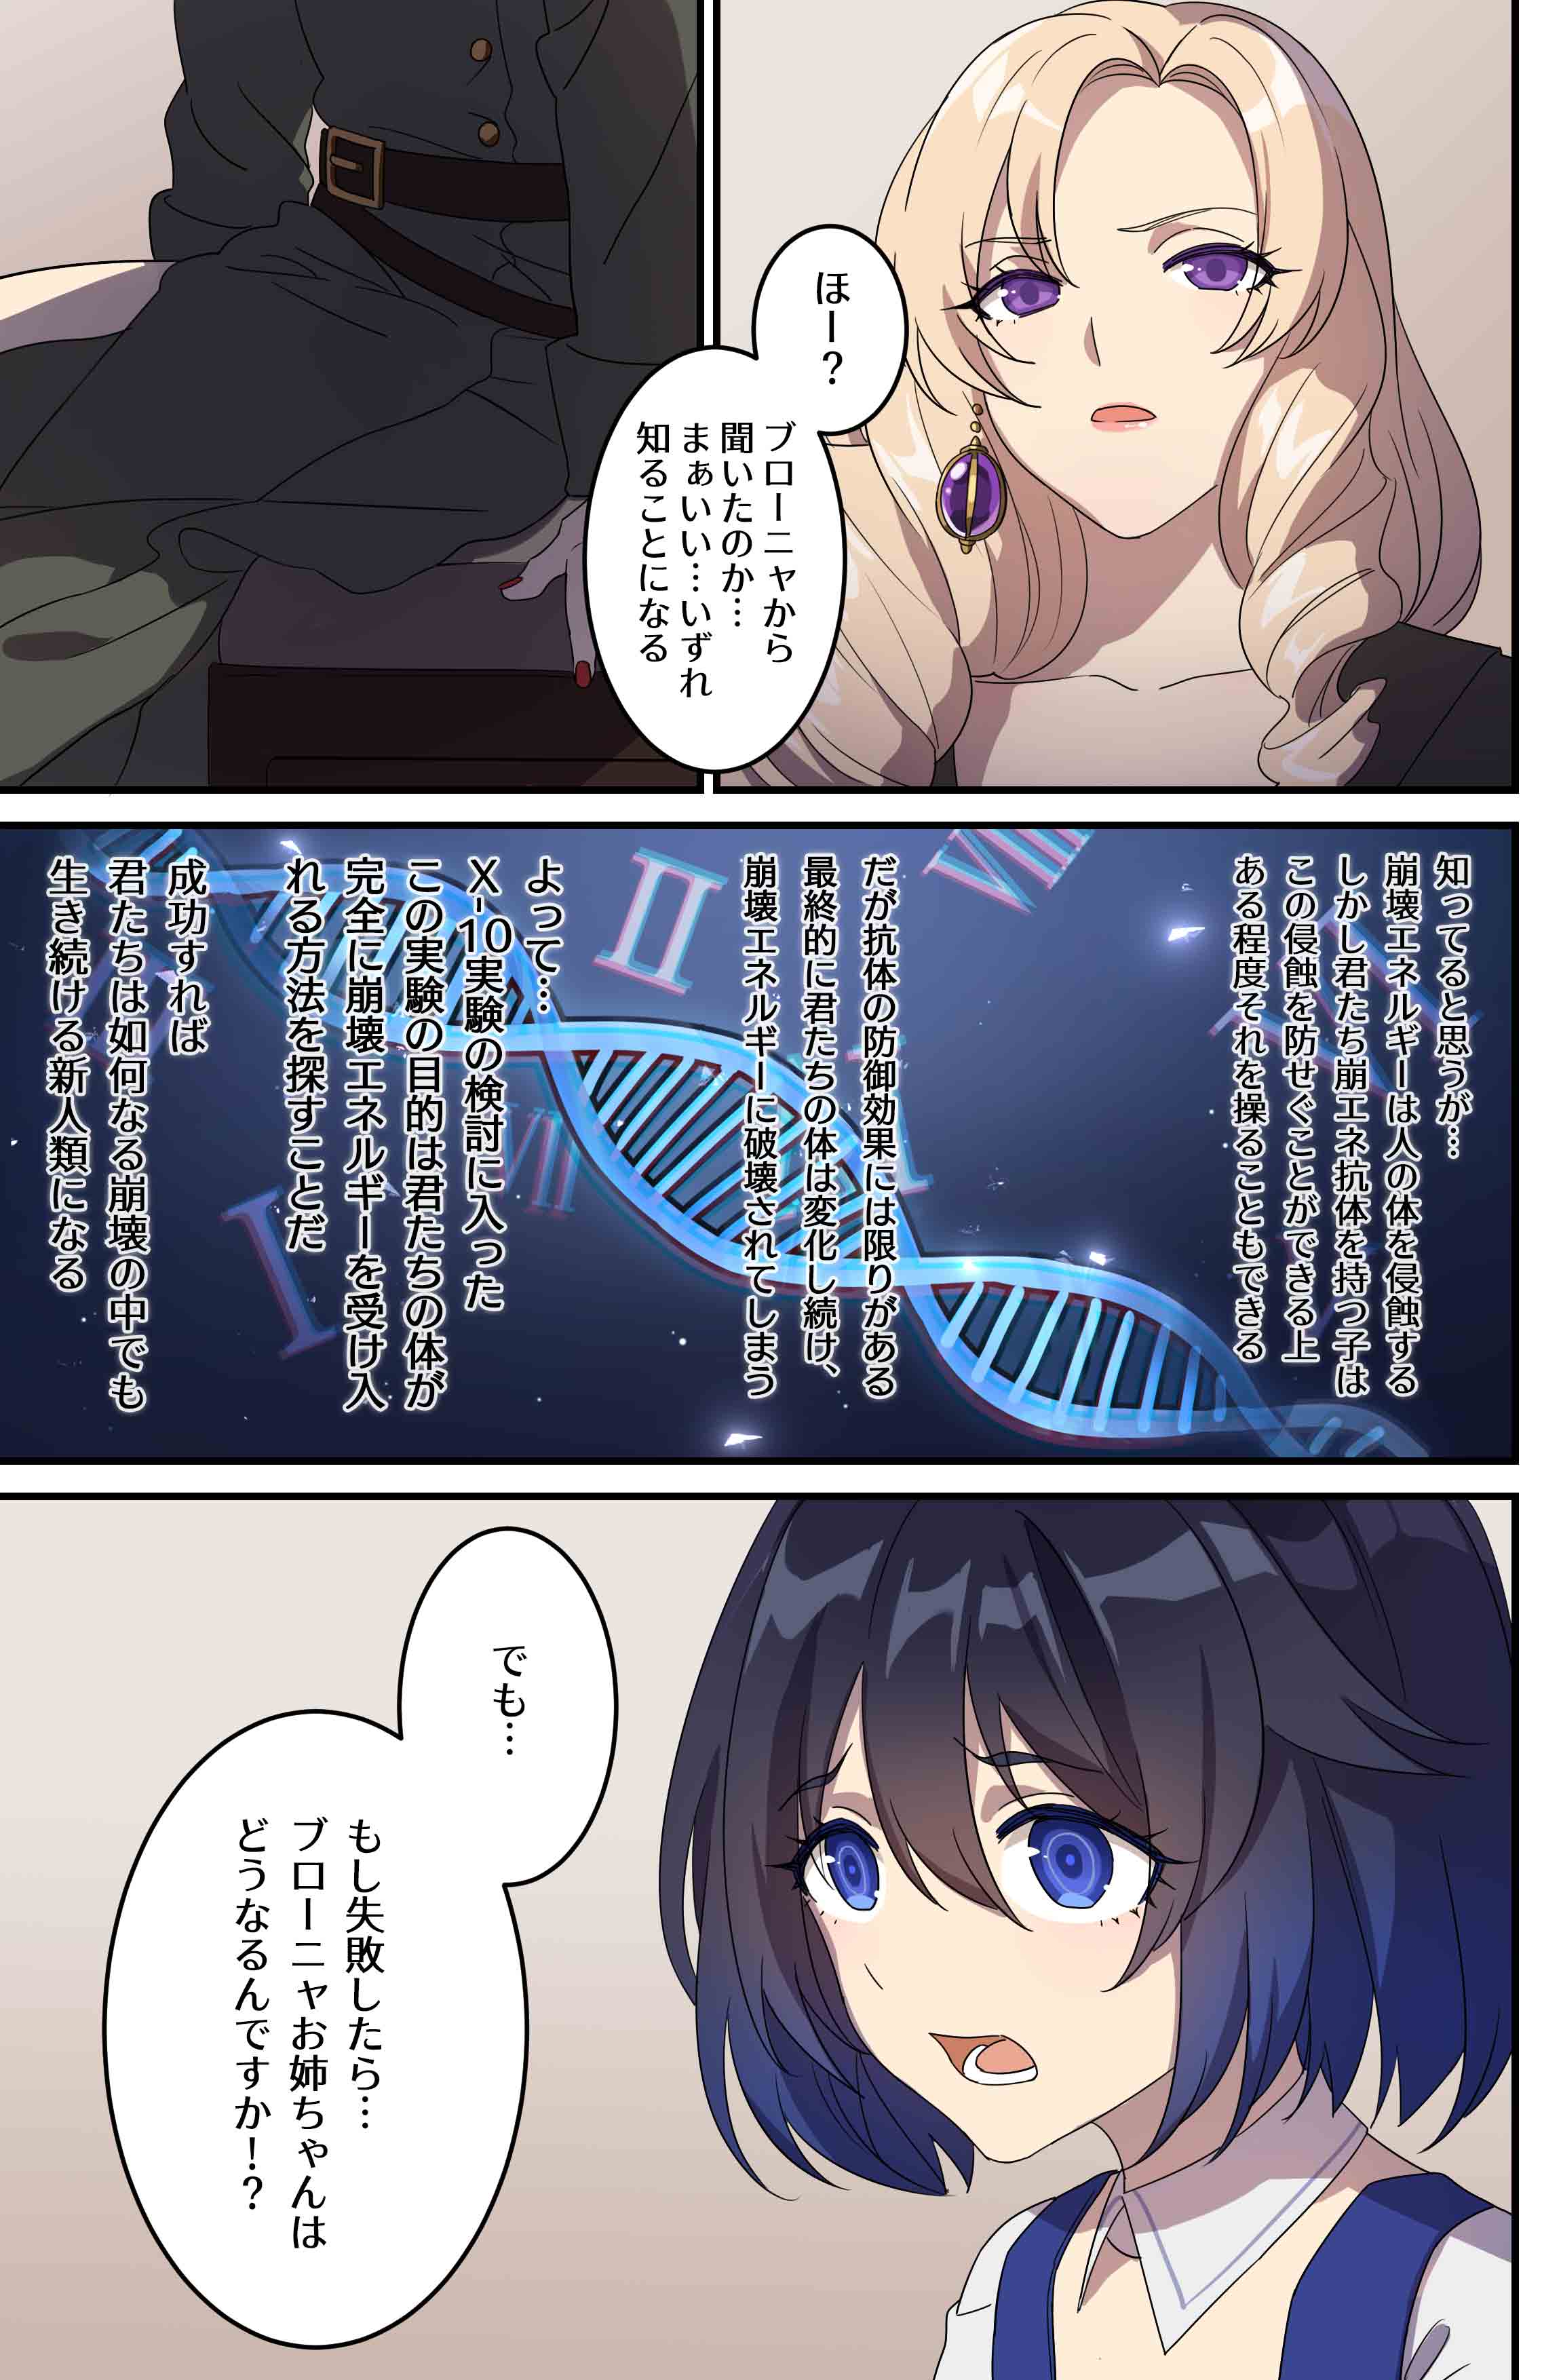 ほー？
ブローニャから
聞いたのか…
まぁいい…いずれ
知ることになる
知ってると思うが…
崩壊エネルギーは人の体を侵蝕する
しかし君たち崩エネ抗体を持つ子は
この侵蝕を防せぐことができる上
ある程度それを操ることもできる
だが抗体の防御効果には限りがある
最終的に君たちの体は変化し続け、
崩壊エネルギーに破壊されてしまう
よって…
X-10実験の検討に入った
この実験の目的は君たちの体が
完全に崩壊エネルギーを受け入
れる方法を探すことだ
成功すれば
君たちは如何なる崩壊の中でも
生き続ける新人類になる
II
VIII
VII
I
でも…
もし失敗したら…
ブローニャお姉ちゃんは
どうなるんですか！？